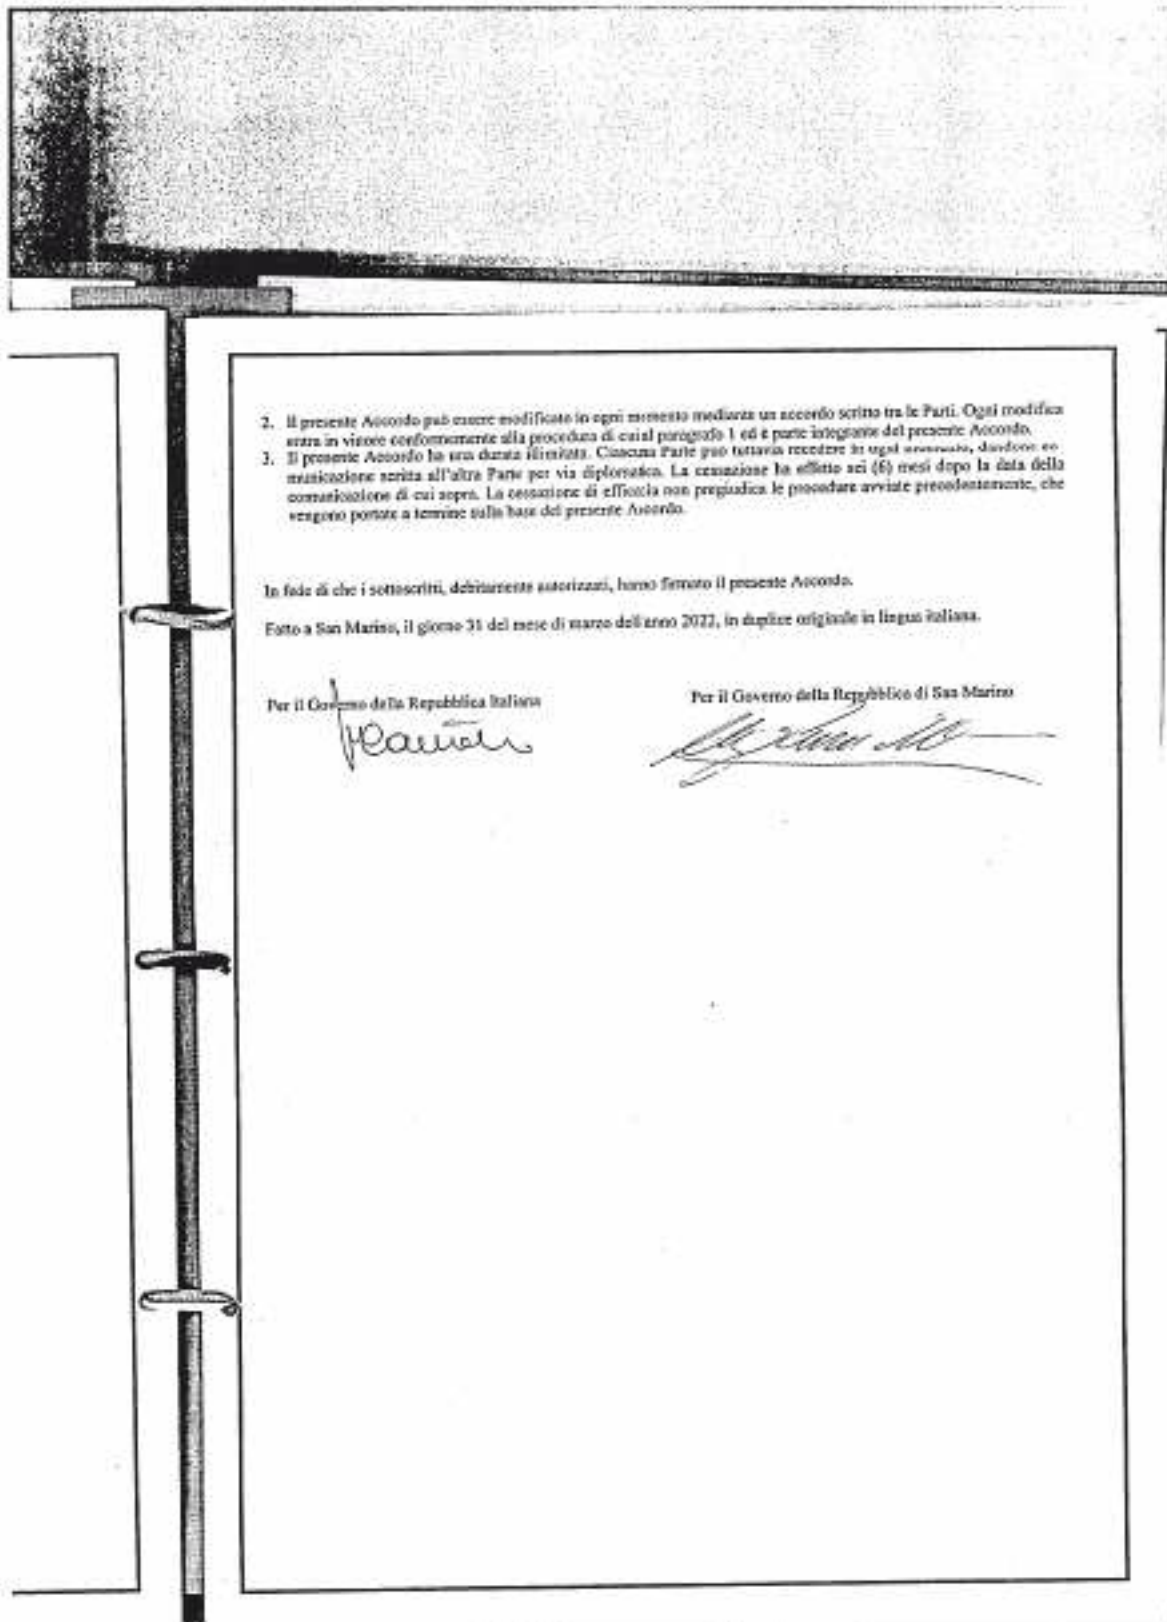 2. Il presente Accordo può essere modificato in ogni momento mediante un accordo scritto tra le Parti. Ogni modifica
entra in vigore conformemente alla procedura di cui al paragrafo 1 ed è parte integrante del presente Accordo.
3. Il presente Accordo ha una durata illimitata. Ciascuna Parte può tuttavia recedere in ogni momento, dandone co-
municazione scritta all'altra Parte per via diplomatica. La cessazione ha effetto sei (6) mesi dopo la data della
comunicazione di cui sopra. La cessazione di efficacia non pregiudica le procedure avviate precedentemente, che
vengono portate a termine sulla base del presente Accordo.
In fede di che i sottoscritti, debitamente autorizzati, hanno firmato il presente Accordo.
Fatto a San Marino, il giorno 31 del mese di marzo dell'anno 2022, in duplice originale in lingua italiana.
Per il Governo della Repubblica Italiana
Per il Governo della Repubblica di San Marino